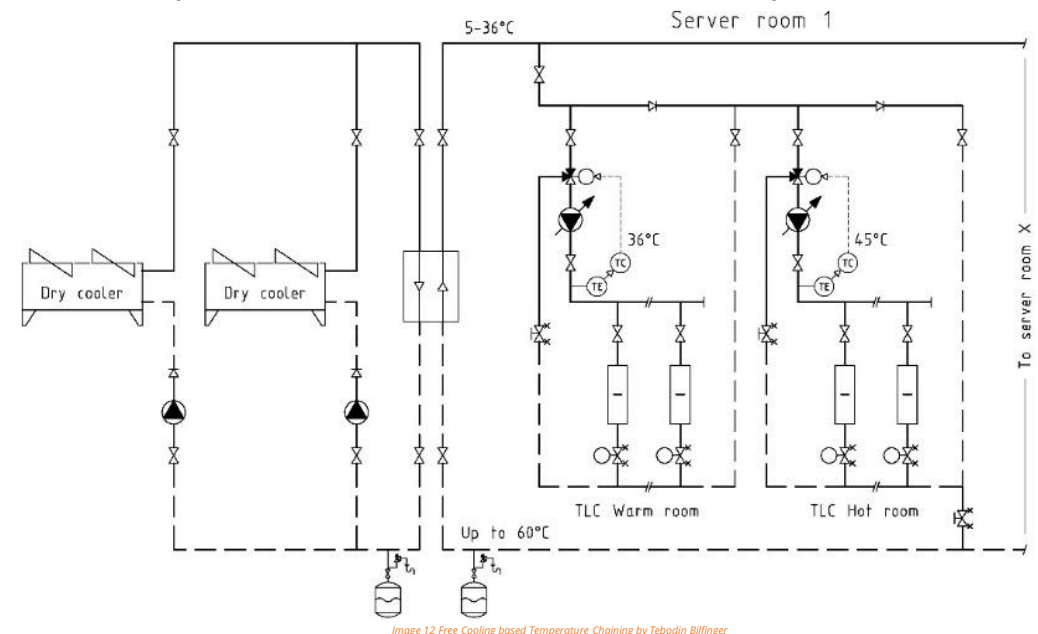 5-36°C
Server room 1
36°C
45°C
TC
TC
TE
TE
Dry cooler
Dry cooler
To server room X
TLC Warm room
TLC Hot room
Up to 60°C
Image 12 Free Cooling based Temperature Chaining by Tebodin Bilfinger